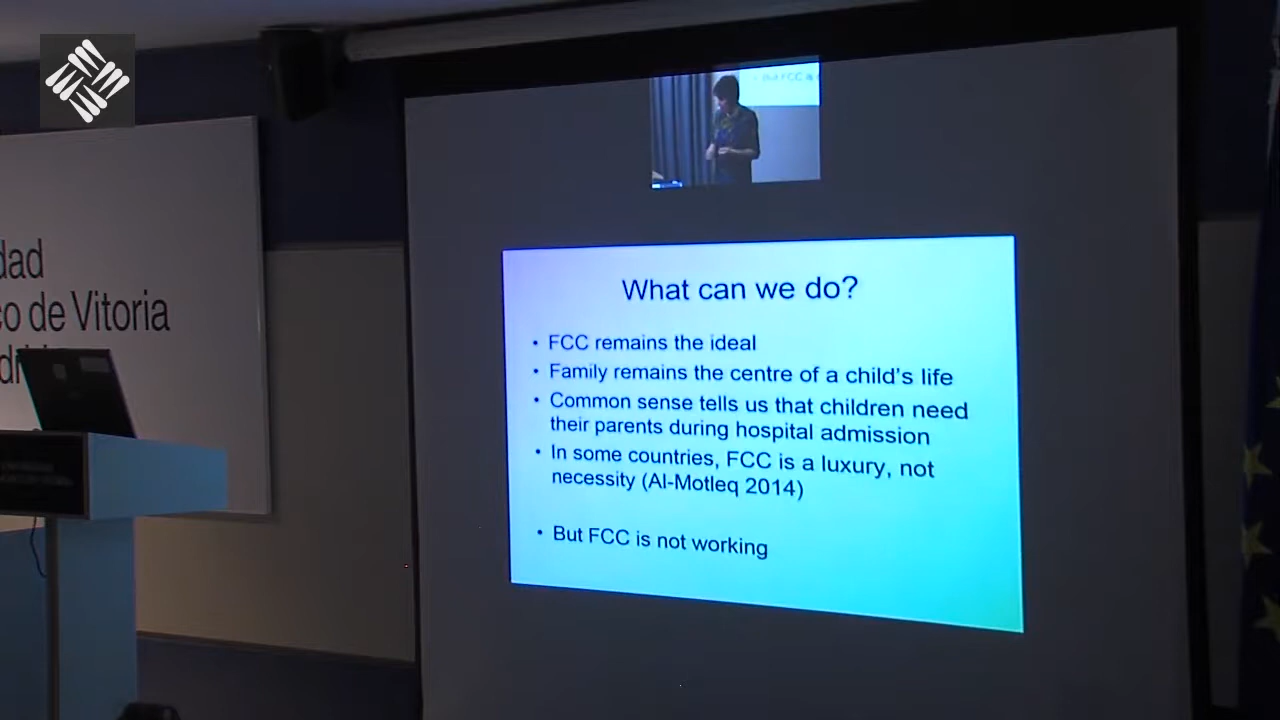 dad
co de Vitoria
What can we do?
• FCC remains the ideal
• Family remains the centre of a child's life
• Common sense tells us that children need
their parents during hospital admission
• In some countries, FCC is a luxury, not
necessity (Al-Motleq 2014)
• But FCC is not working